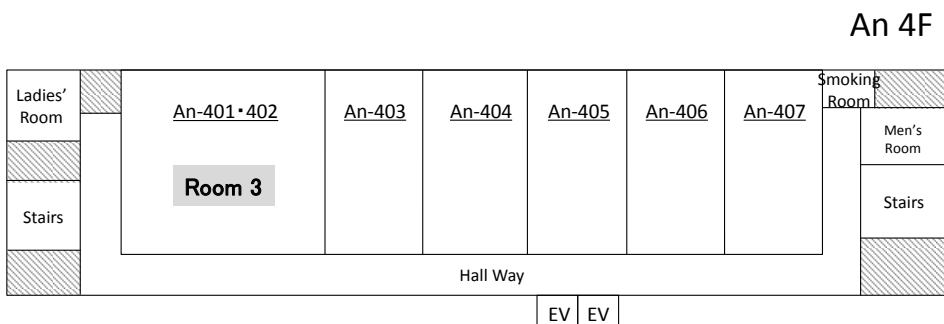 An 4F
Ladies'
Room
An-401・402
An-403
An-404
An-405
An-406
An-407
Smoking
Room
Men's
Room
Room 3
Stairs
Stairs
Hall Way
EV
EV